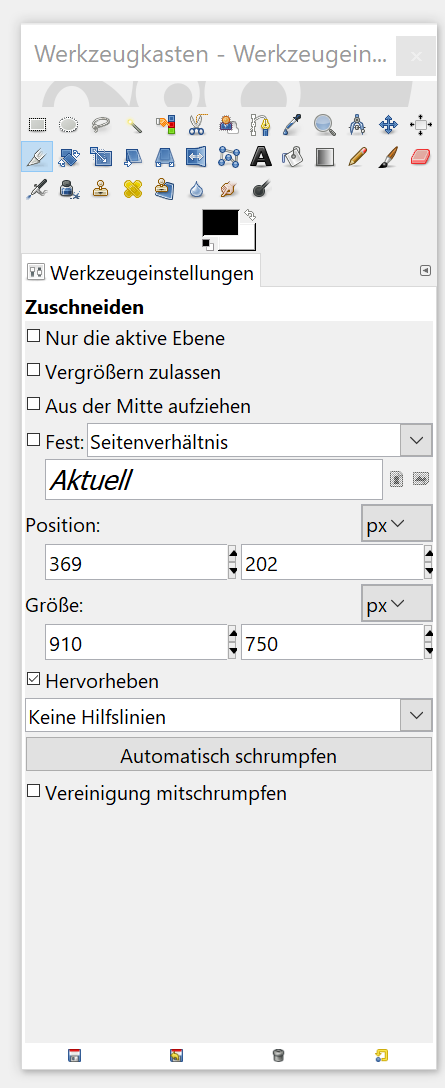 Werkzeugkasten - Werkzeugein...
Werkzeugeinstellungen
Zuschneiden
Nur die aktive Ebene
Vergrößern zulassen
Aus der Mitte aufziehen
Fest: Seitenverhältnis
Aktuell
Position: px
369 202
Größe: px
910 750
Hervorheben
Keine Hilfslinien
Automatisch schrumpfen
Vereinigung mitschrumpfen